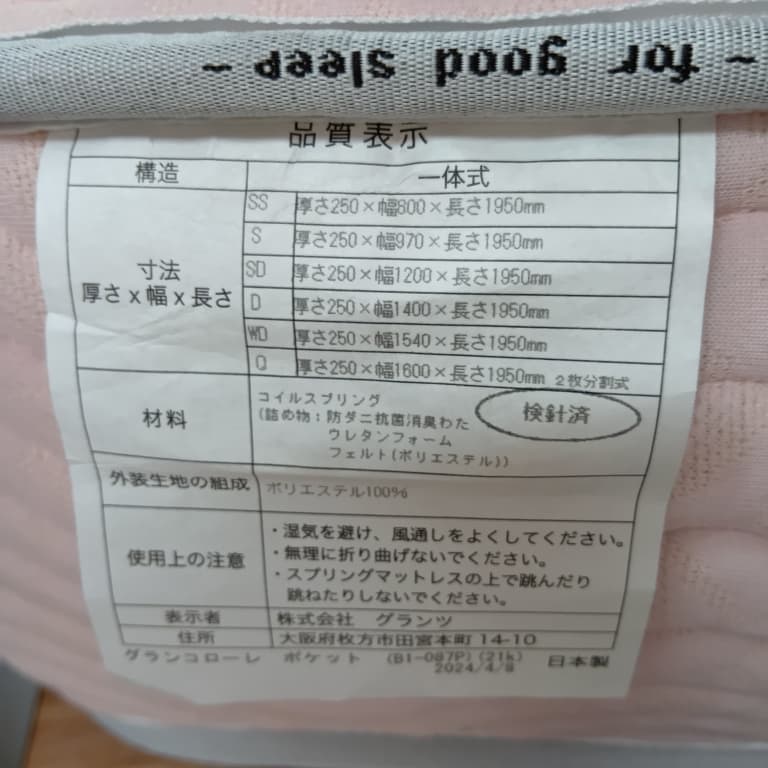 ~ for good sleep ~
品質表示
構造 一体式
寸法
厚さx幅x長さ
SS 厚さ250×幅800×長さ1950mm
S 厚さ250×幅970×長さ1950mm
SD 厚さ250×幅1200×長さ1950mm
D 厚さ250×幅1400×長さ1950mm
WD 厚さ250×幅1540×長さ1950mm
Q 厚さ250×幅1600×長さ1950mm 2枚分割式
材料
コイルスプリング
(詰め物:防ダニ抗菌消臭わた
ウレタンフォーム
フェルト(ポリエステル))
検針済
外装生地の組成 ポリエステル100%
使用上の注意
・湿気を避け、風通しをよくしてください。
・無理に折り曲げないでください。
・スプリングマットレスの上で跳んだり
跳ねたりしないでください。
表示者 株式会社 グランツ
住所 大阪府枚方市田宮本町14-10
グランコローレ ポケット (B1-087P)(21k) 日本製
2024/4/8